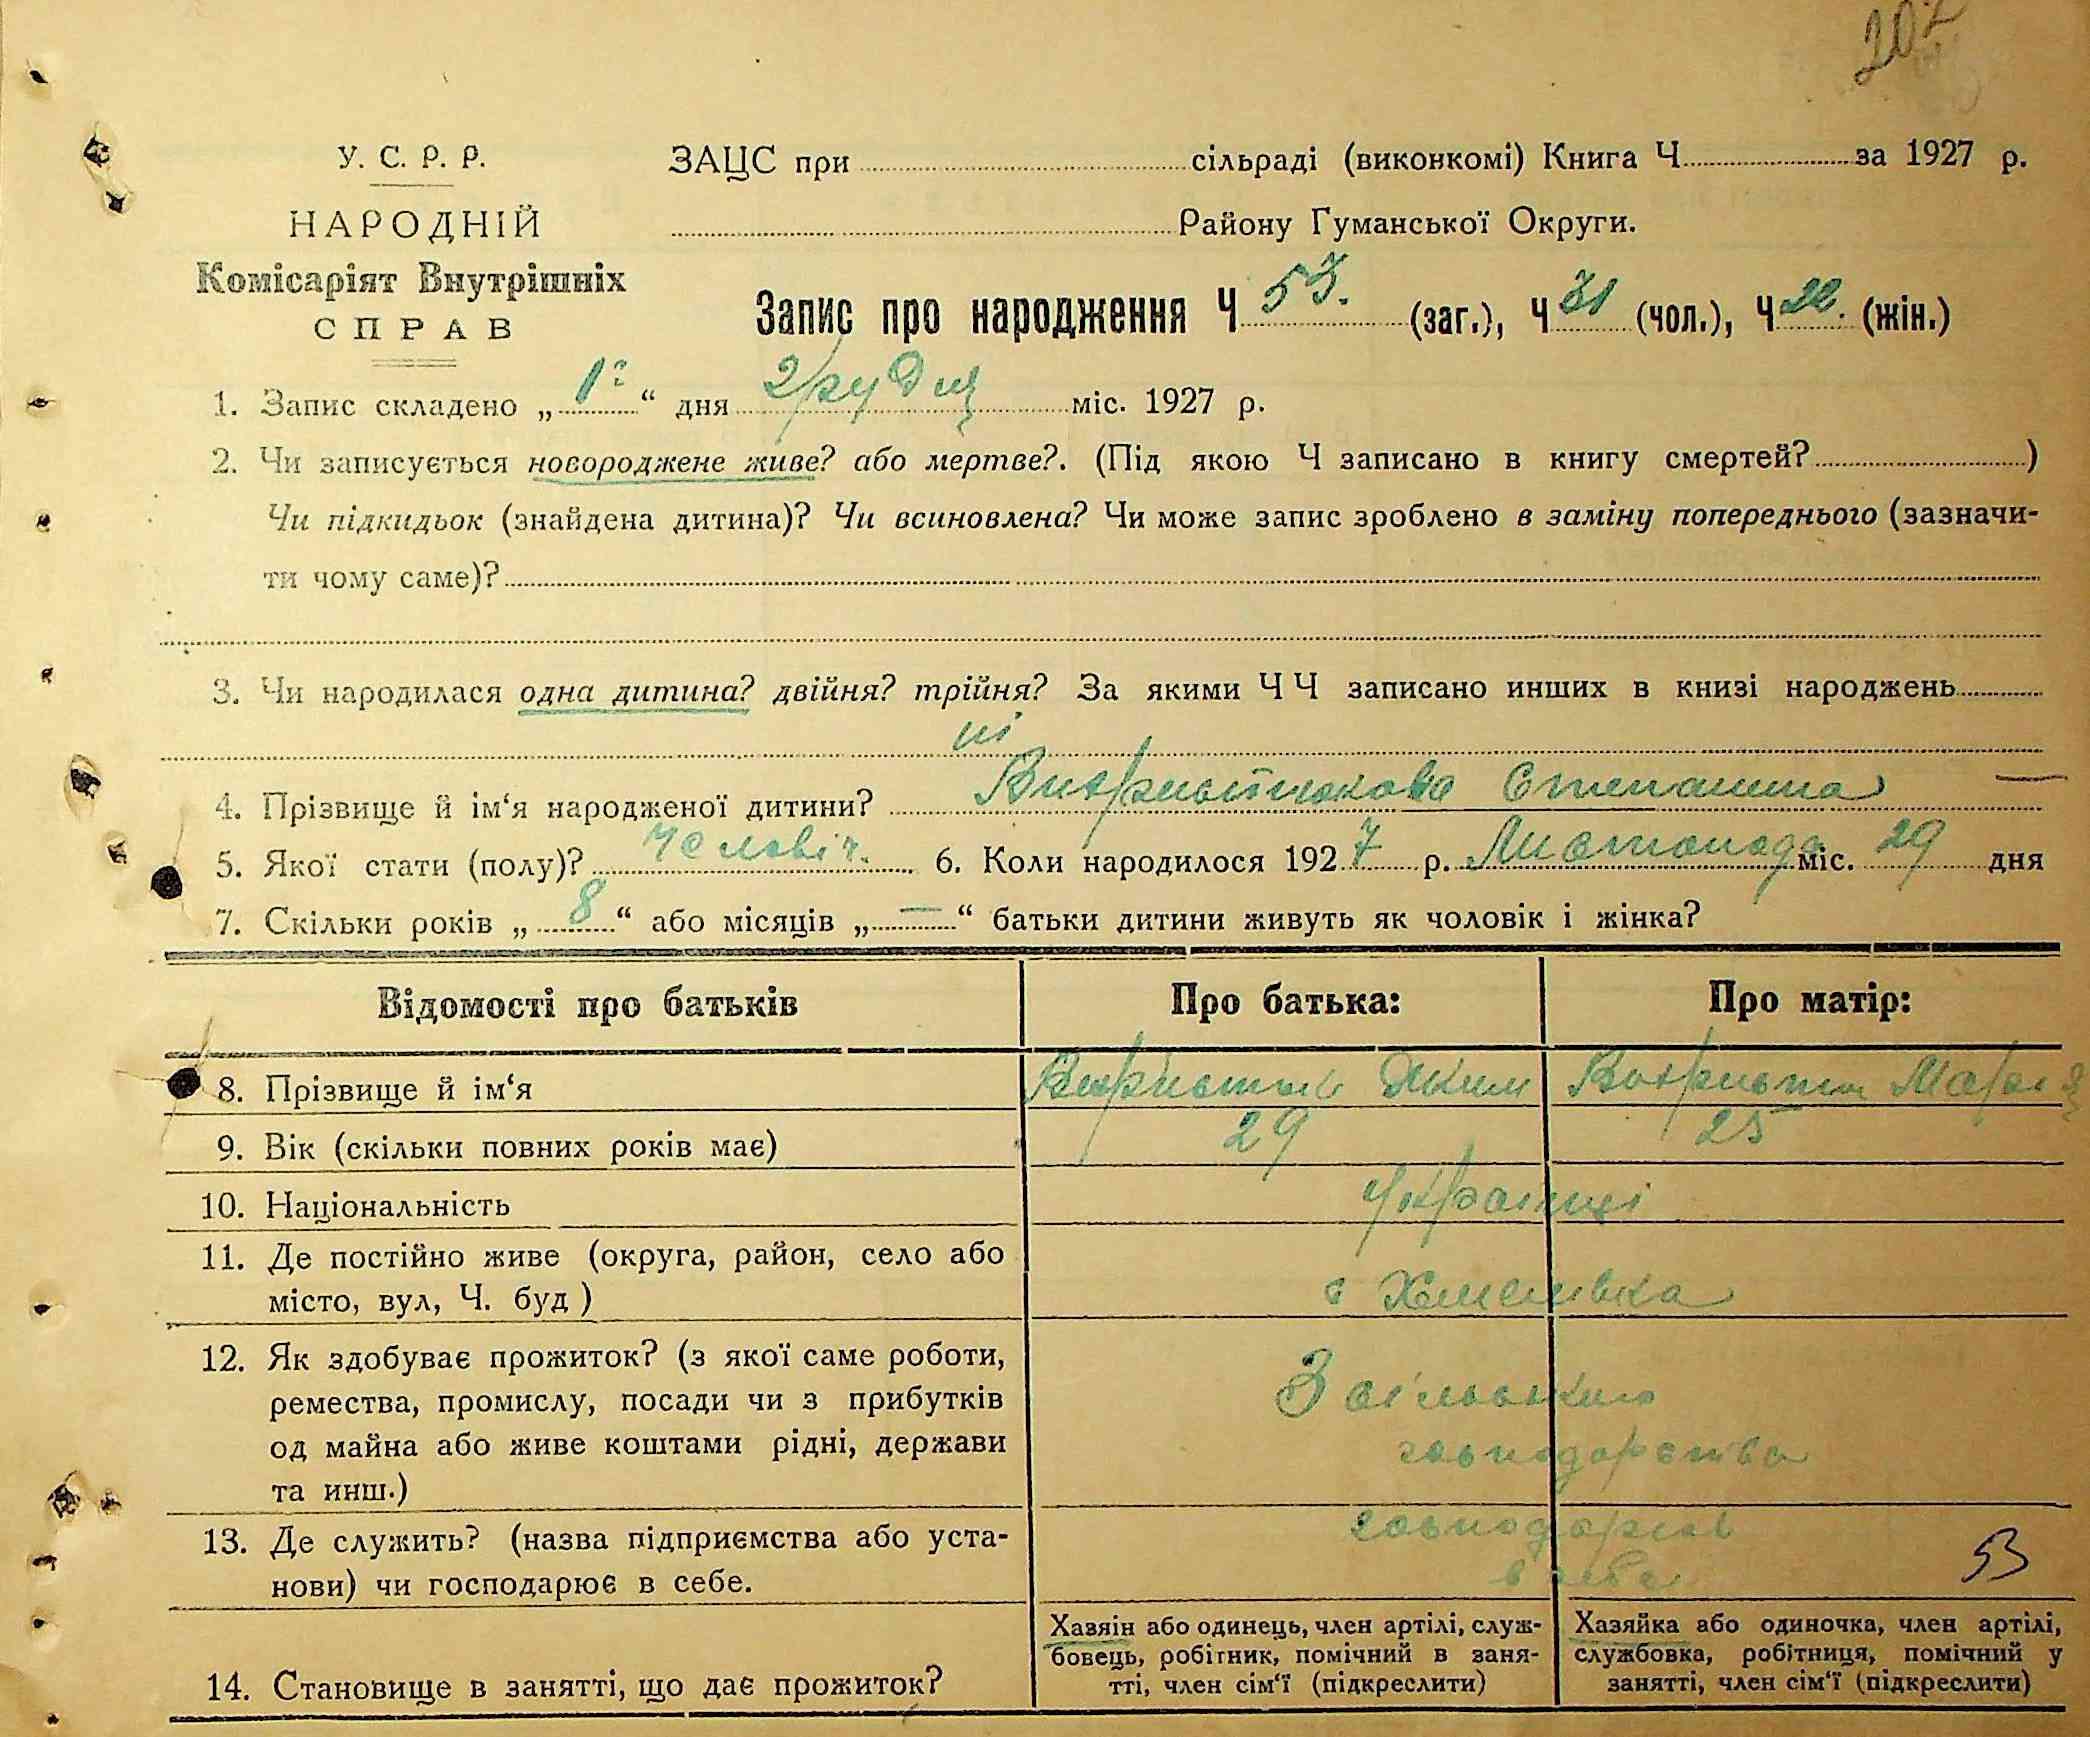 202
У. С. Р. Р.
НАРОДНІЙ
Комісаріят Внутрішніх
СПРАВ
ЗАЦС при сільраді (виконкомі) Книга Ч за 1927 р.
Району Гуманської Округи.
Запис про народження Ч 53. (заг.), Ч 31 (чол.), Ч 22. (жін.)
1. Запис складено „ 1го “ дня Грудня міс. 1927 р.
2. Чи записується новороджене живе? або мертве?. (Під якою Ч записано в книгу смертей? )
Чи підкидьок (знайдена дитина)? Чи всиновлена? Чи може запис зроблено в заміну попереднього (зазначи-
ти чому саме)?
3. Чи народилася одна дитина? двійня? трійня? За якими ЧЧ записано инших в книзі народжень
ні
4. Прізвище й ім‘я народженої дитини?
5. Якої стати (полу)? Чоловіч. 6. Коли народилося 1927 р. Листопада міс. 29 дня
7. Скільки років „ 8 “ або місяців „ — “ батьки дитини живуть як чоловік і жінка?
Відомості про батьків Про батька: Про матір:
8. Прізвище й ім‘я Марія
9. Вік (скільки повних років має) 29 25
10. Національність Українці
11. Де постійно живе (округа, район, село або
місто, вул, Ч. буд )
12. Як здобуває прожиток? (з якої саме роботи,
ремества, промислу, посади чи з прибутків
од майна або живе коштами рідні, держави
та инш.)
З сільського
господарства
13. Де служить? (назва підприємства або уста-
нови) чи господарює в себе.
в себе
53
14. Становище в занятті, що дає прожиток?
Хазяін або одинець, член артілі, служ-
бовець, робітник, помічний в заня-
тті, член сім‘ї (підкреслити)
Хазяйка або одиночка, член артілі,
службовка, робітниця, помічний у
занятті, член сім‘ї (підкреслити)